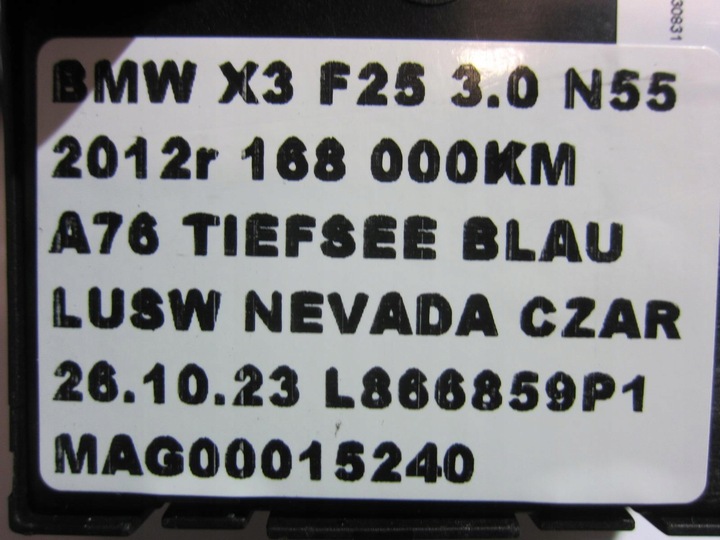 BMW X3 F25 3.0 N55
2012r 168 000KM
A76 TIEFSEE BLAU
LUSW NEVADA CZAR
26.10.23 L866859P1
MAG00015240
30831